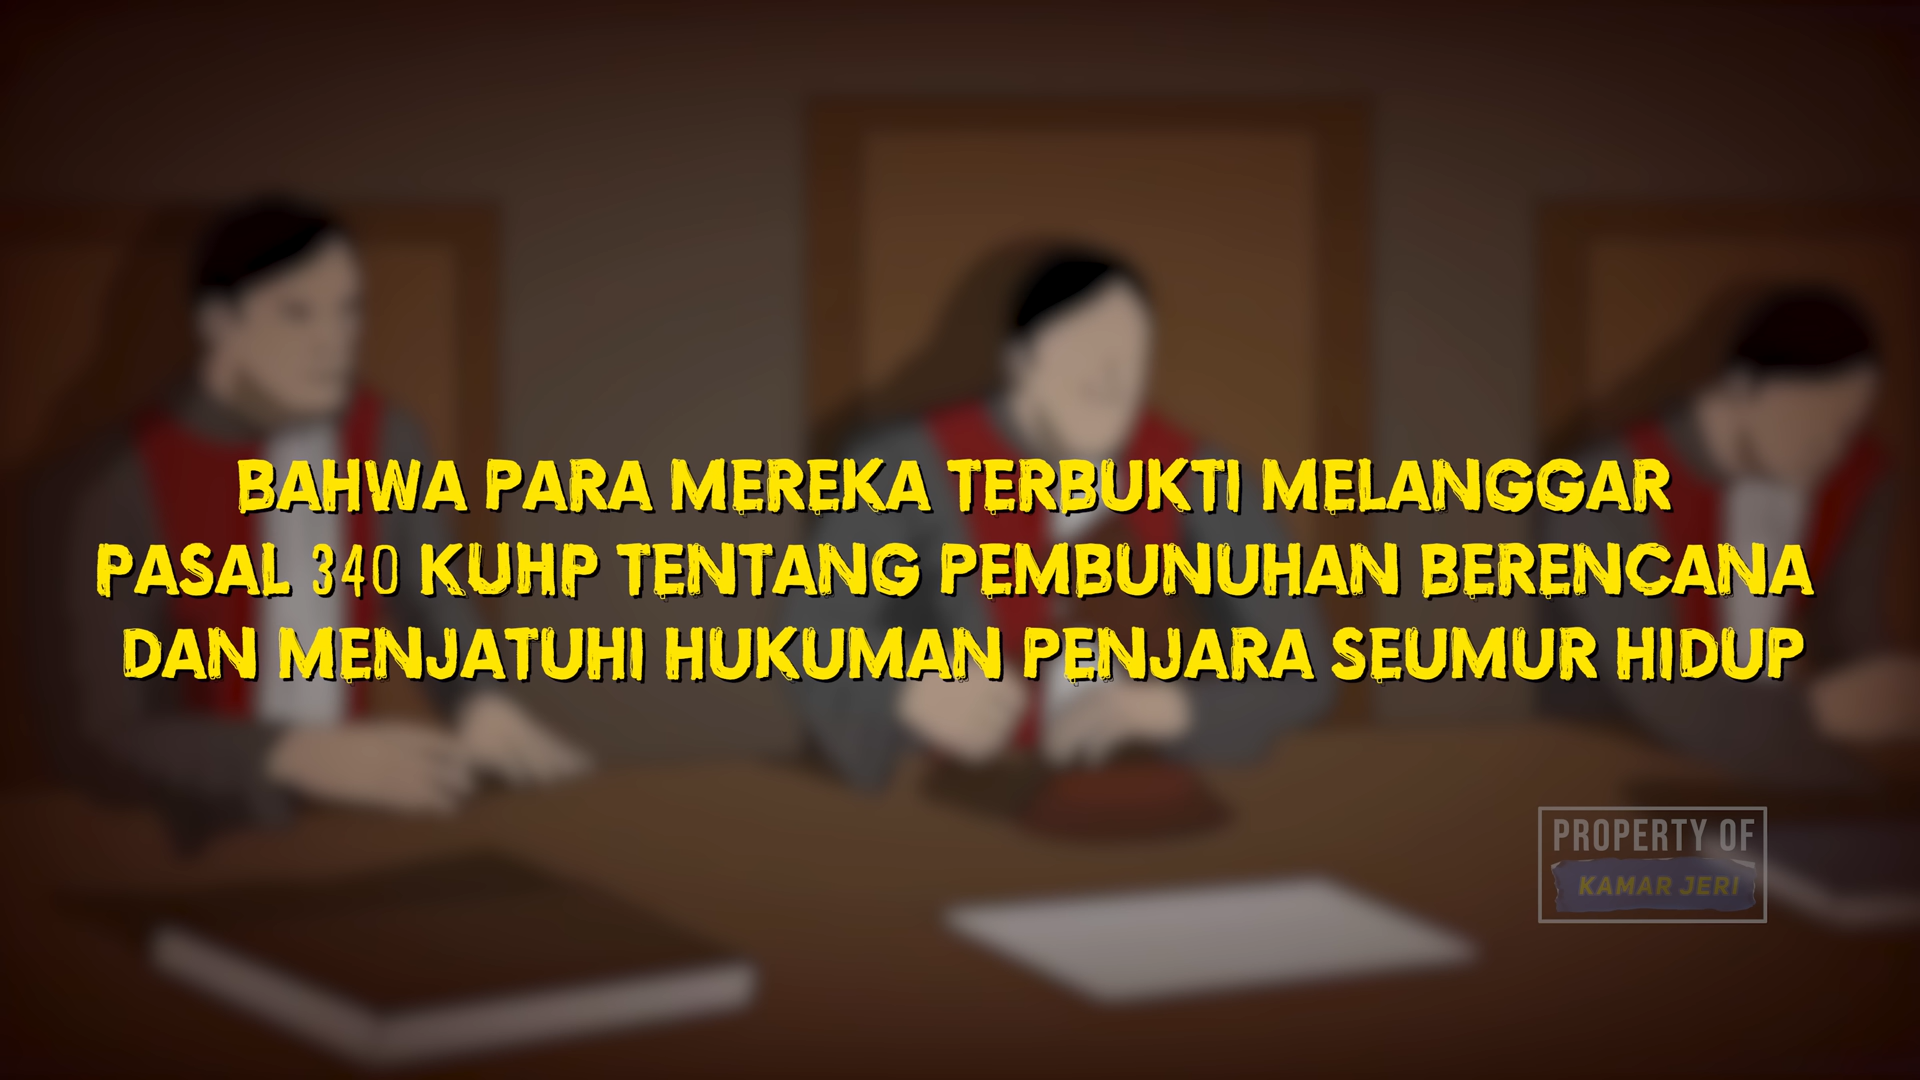 BAHWA PARA MEREKA TERBUKTI MELANGGAR
PASAL 340 KUHP TENTANG PEMBUNUHAN BERENCANA
DAN MENJATUHI HUKUMAN PENJARA SEUMUR HIDUP
PROPERTY OF
KAMAR JERI